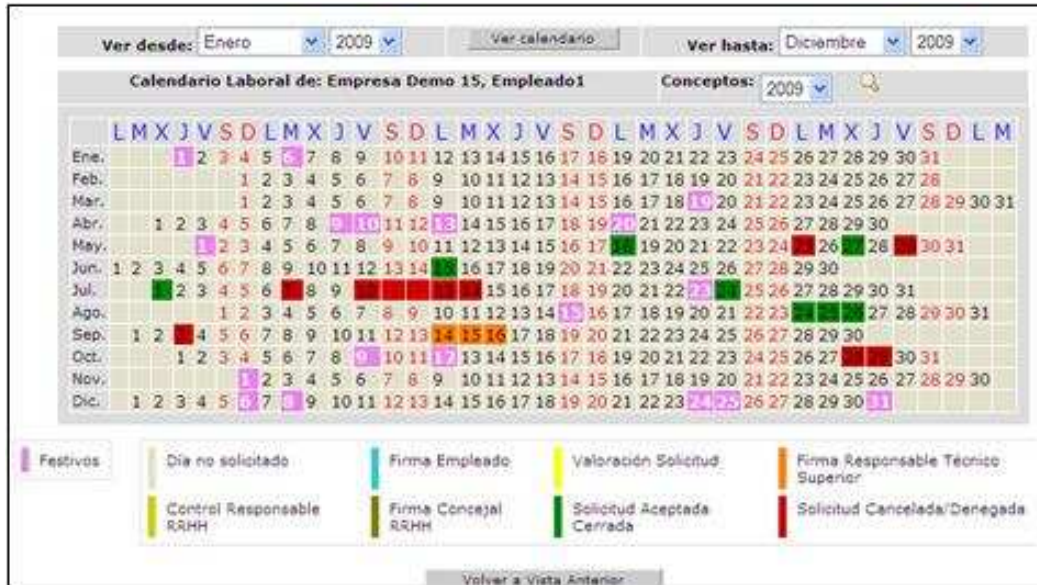 Ver desde: Enero 2009 Ver calendario Ver hasta: Diciembre 2009
Calendario Laboral de: Empresa Demo 15, Empleado1 Conceptos: 2009
L M X J V S D L M X J V S D L M X J V S D L M X J V S D L M X J V S D L M
Ene. 1 2 3 4 5 6 7 8 9 10 11 12 13 14 15 16 17 18 19 20 21 22 23 24 25 26 27 28 29 30 31
Feb. 1 2 3 4 5 6 7 8 9 10 11 12 13 14 15 16 17 18 19 20 21 22 23 24 25 26 27 28
Mar. 1 2 3 4 5 6 7 8 9 10 11 12 13 14 15 16 17 18 19 20 21 22 23 24 25 26 27 28 29 30 31
Abr. 1 2 3 4 5 6 7 8 9 10 11 12 13 14 15 16 17 18 19 20 21 22 23 24 25 26 27 28 29 30
May. 1 2 3 4 5 6 7 8 9 10 11 12 13 14 15 16 17 18 19 20 21 22 23 24 26 27 28 30 31
Jun. 1 2 3 4 5 6 7 8 9 10 11 12 13 14 15 16 17 18 19 20 21 22 23 24 25 26 27 28 29 30
Jul. 2 3 4 5 6 8 9 15 16 17 18 19 20 21 22 23 25 26 27 28 29 30 31
Ago. 1 2 3 4 5 6 7 8 9 10 11 12 13 14 15 16 17 18 19 20 21 22 23 24 25 26 27 28 29 30 31
Sep. 1 2 4 5 6 7 8 9 10 11 12 13 14 15 16 17 18 19 20 21 22 23 24 25 26 27 28 29 30
Oct. 1 2 3 4 5 6 7 8 9 10 11 12 13 14 15 16 17 18 19 20 21 22 23 24 25 26 27 30 31
Nov. 1 2 3 4 5 6 7 8 9 10 11 12 13 14 15 16 17 18 19 20 21 22 23 24 25 26 27 28 29 30
Dic. 1 2 3 4 5 6 7 8 9 10 11 12 13 14 15 16 17 18 19 20 21 22 23 24 25 26 27 28 29 30 31
Festivos Día no solicitado Firma Empleado Valoración Solicitud Firma Responsable Técnico
Superior
Control Responsable Firma Concejal Solicitud Aceptada Solicitud Cancelada/Denegada
RRHH RRHH Cerrada
Volver a Vista Anterior